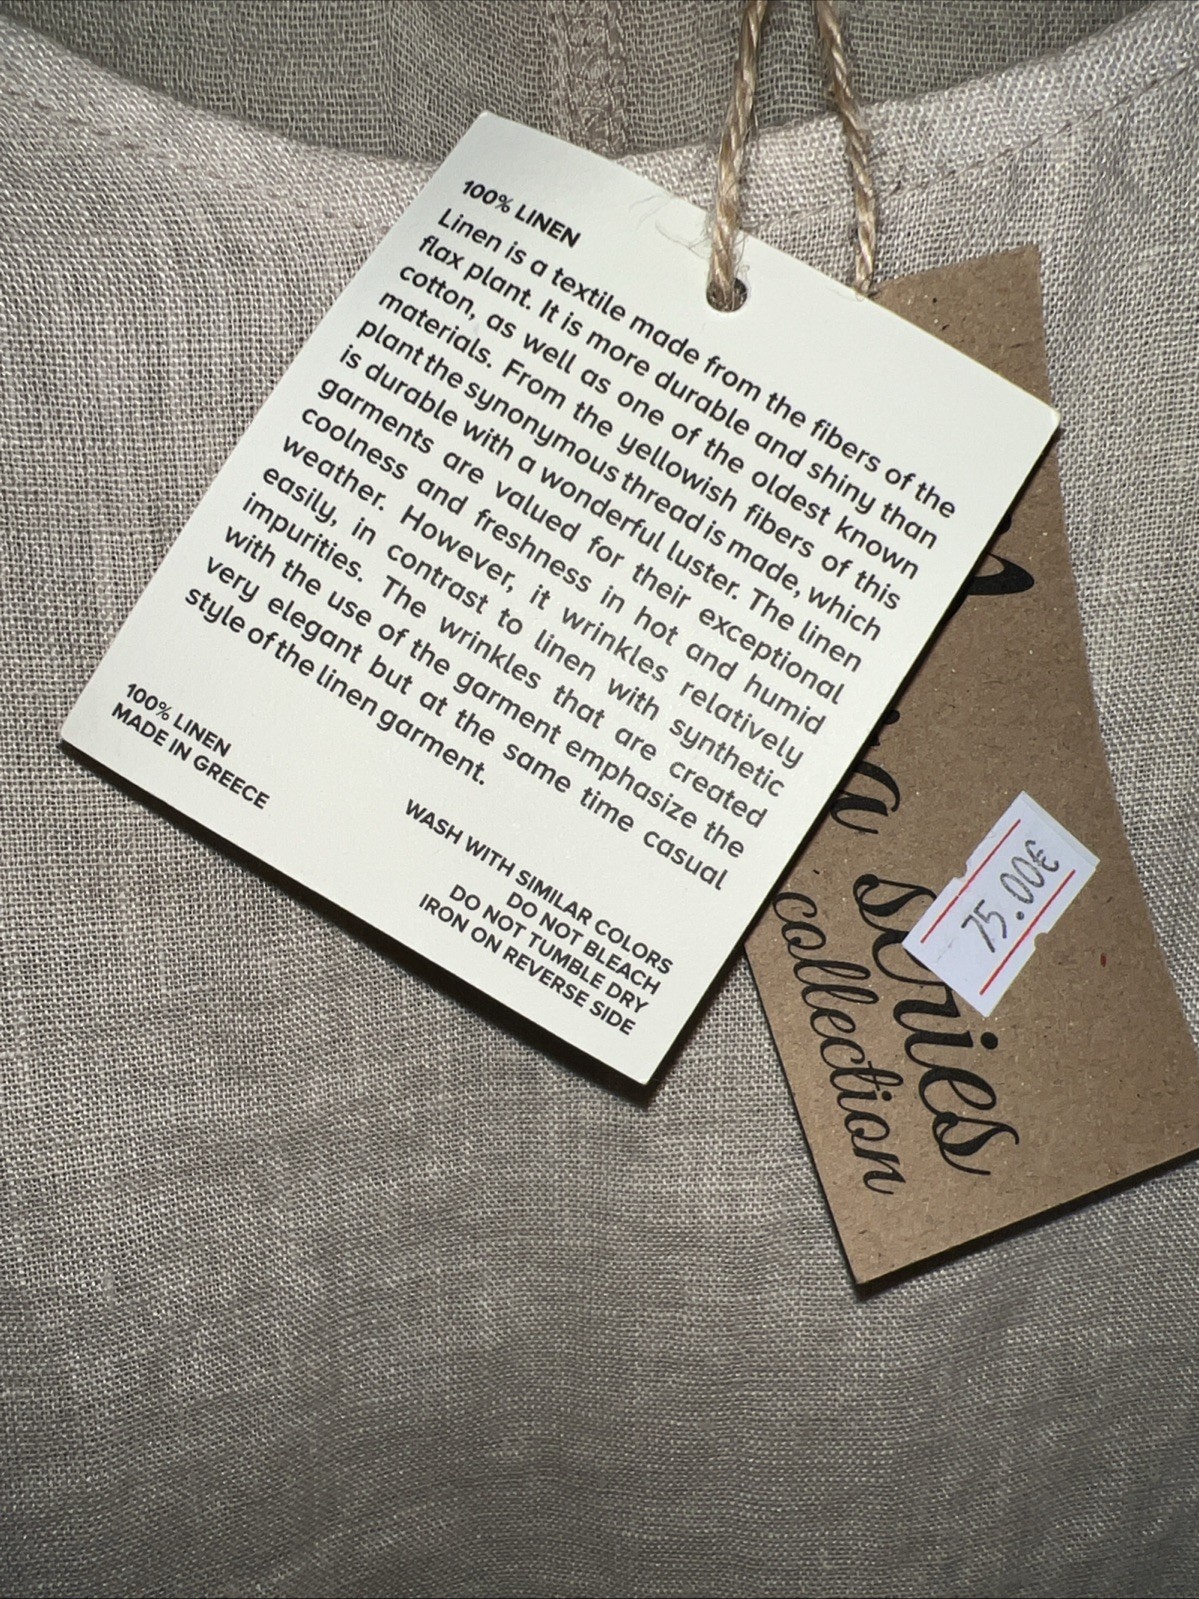 100% LINEN
Linen is a textile made from the fibers of the
flax plant. It is more durable and shiny than
cotton, as well as one of the oldest known
materials. From the yellowish fibers of this
plant the synonymous thread is made, which
is durable with a wonderful luster. The linen
garments are valued for their exceptional
coolness and freshness in hot and humid
weather. However, it wrinkles relatively
easily, in contrast to linen with synthetic
impurities. The wrinkles that are created
with the use of the garment emphasize the
very elegant but at the same time casual
style of the linen garment.
100% LINEN
MADE IN GREECE
WASH WITH SIMILAR COLORS
DO NOT BLEACH
DO NOT TUMBLE DRY
IRON ON REVERSE SIDE
collection
75.00€